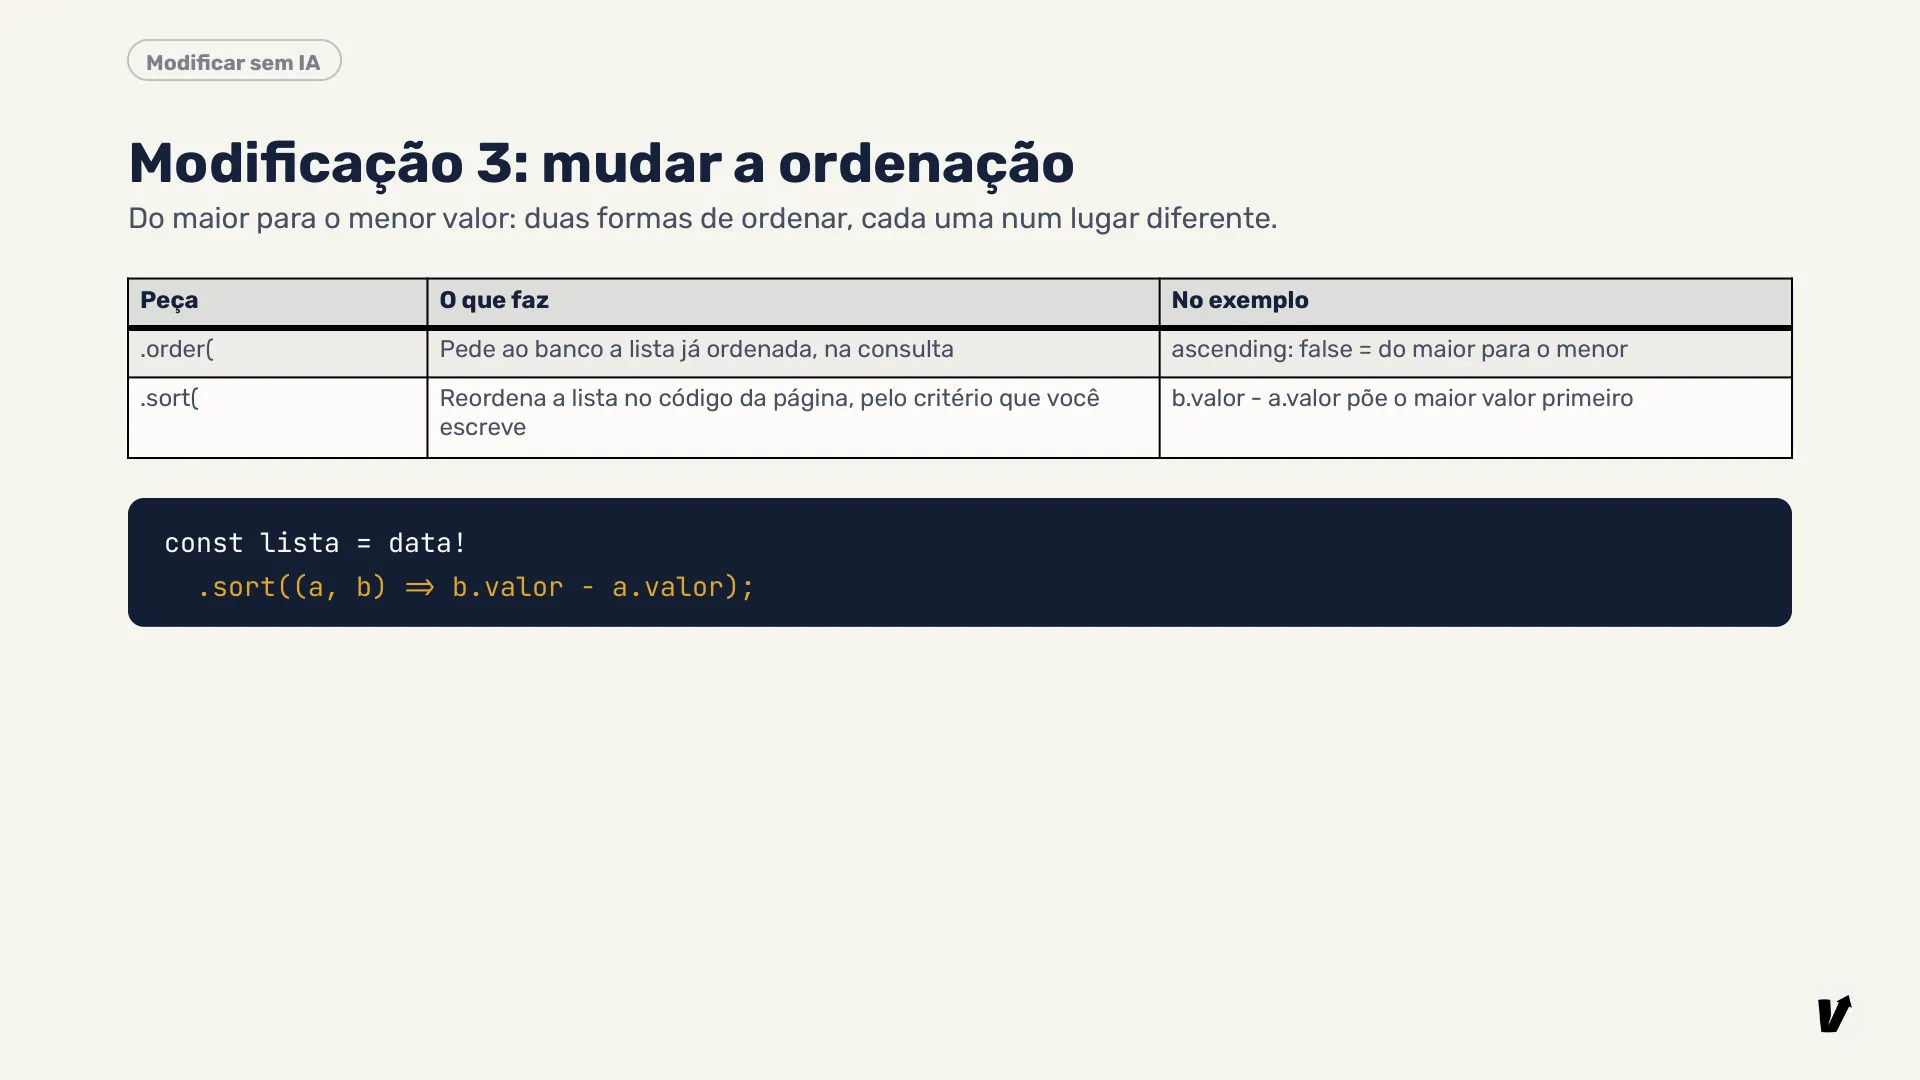 Modificar sem IA
Modificação 3: mudar a ordenação
Do maior para o menor valor: duas formas de ordenar, cada uma num lugar diferente.
Peça
O que faz
No exemplo
.order(
Pede ao banco a lista já ordenada, na consulta
ascending: false = do maior para o menor
.sort(
Reordena a lista no código da página, pelo critério que você
escreve
b.valor - a.valor põe o maior valor primeiro
const lista = data!
.sort((a, b) => b.valor - a.valor);